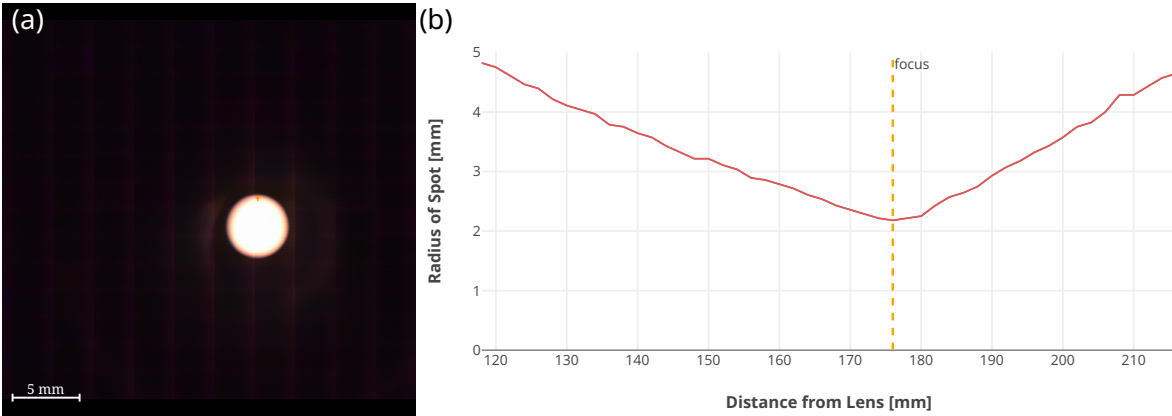 (a)
5 mm
(b)
Radius of Spot [mm]
5
4
3
2
1
0
focus
120 130 140 150 160 170 180 190 200 210
Distance from Lens [mm]